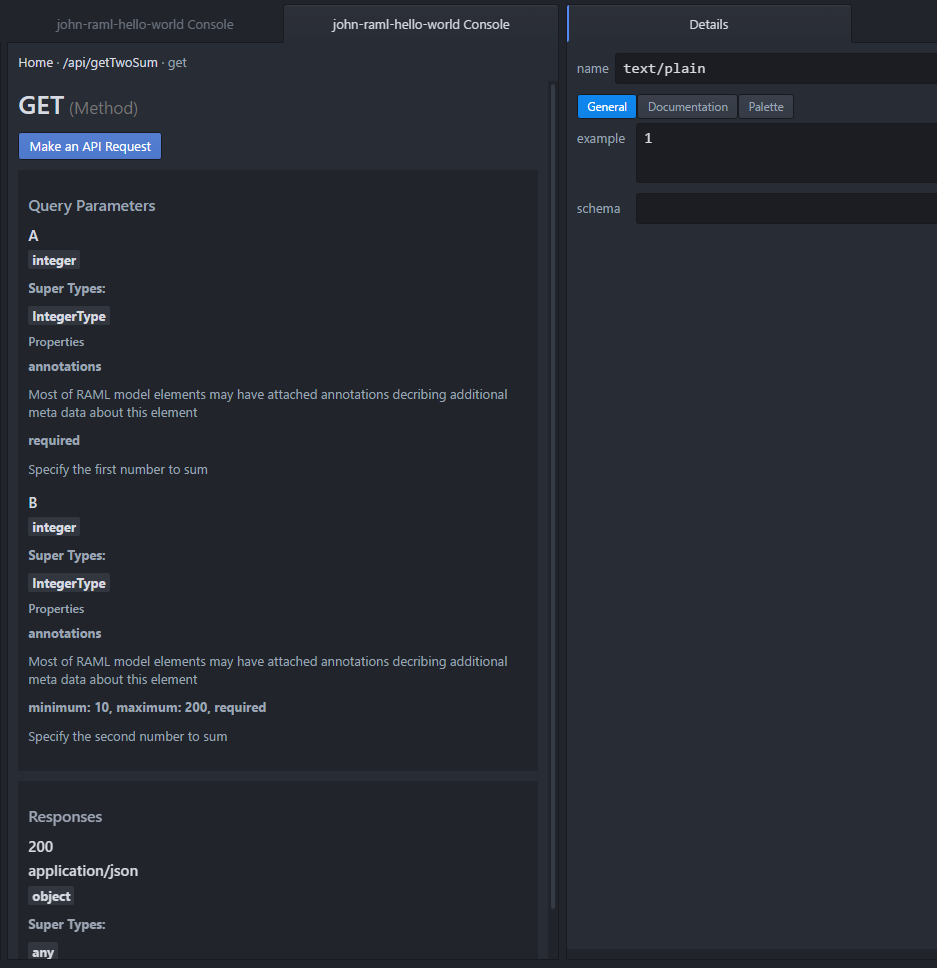 john-raml-hello-world Console
john-raml-hello-world Console
Details
Home · /api/getTwoSum · get
GET (Method)
Make an API Request
Query Parameters
A
integer
Super Types:
IntegerType
Properties
annotations
Most of RAML model elements may have attached annotations decribing additional
meta data about this element
required
Specify the first number to sum
B
integer
Super Types:
IntegerType
Properties
annotations
Most of RAML model elements may have attached annotations decribing additional
meta data about this element
minimum: 10, maximum: 200, required
Specify the second number to sum
Responses
200
application/json
object
Super Types:
any
name text/plain
General Documentation Palette
example 1
schema